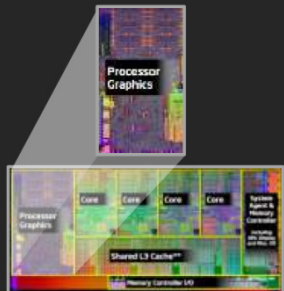 Processor
Graphics
Processor
Graphics
Core
Core
Core
Core
System
Agent &
Memory
Controller
Shared L3 Cache**
Memory Controller I/O